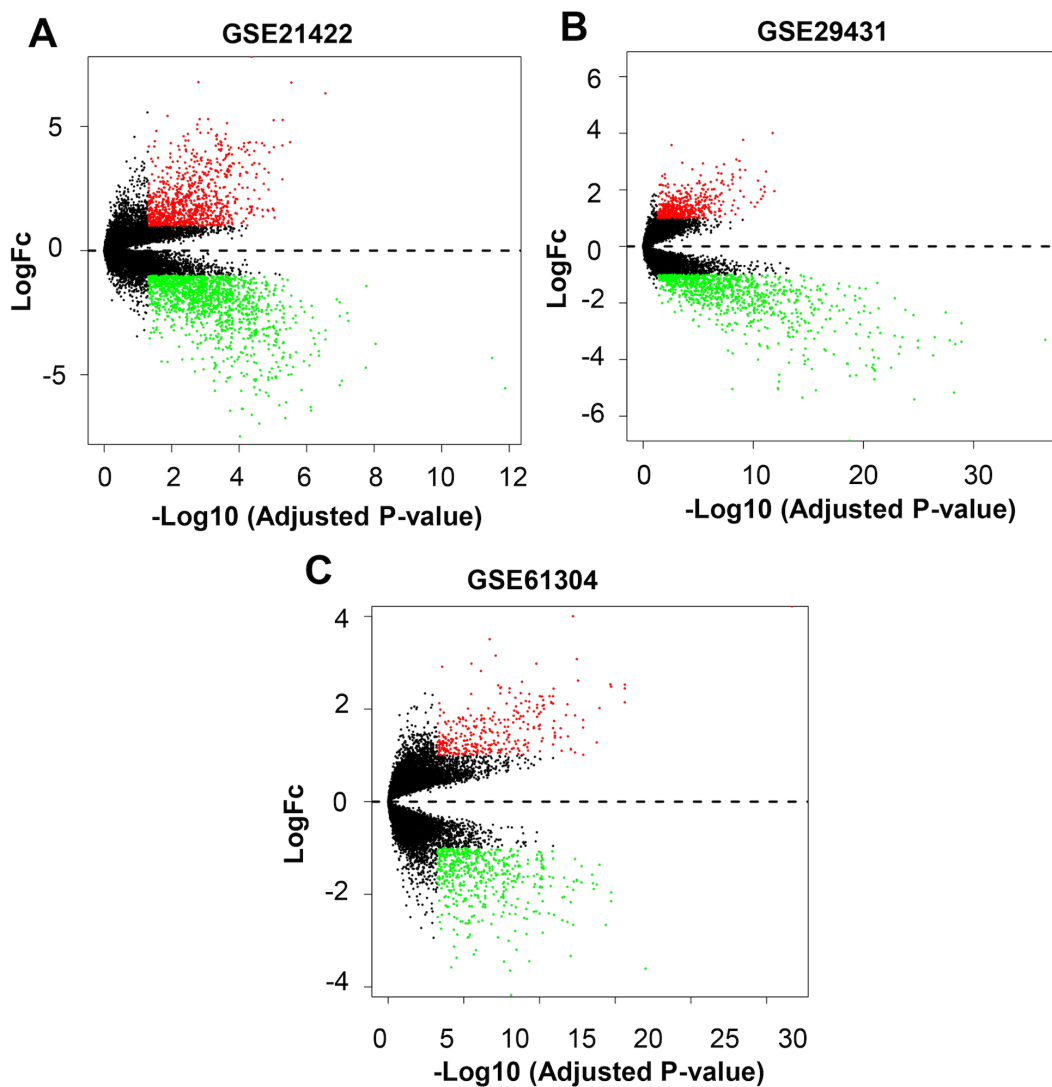 A
GSE21422
LogFc
5
0
-5
0 2 4 6 8 10 12
-Log10 (Adjusted P-value)
B
GSE29431
LogFc
6
4
2
0
-2
-4
-6
0 10 20 30
-Log10 (Adjusted P-value)
C
GSE61304
LogFc
4
2
0
-2
-4
0 5 10 15 20 30
-Log10 (Adjusted P-value)